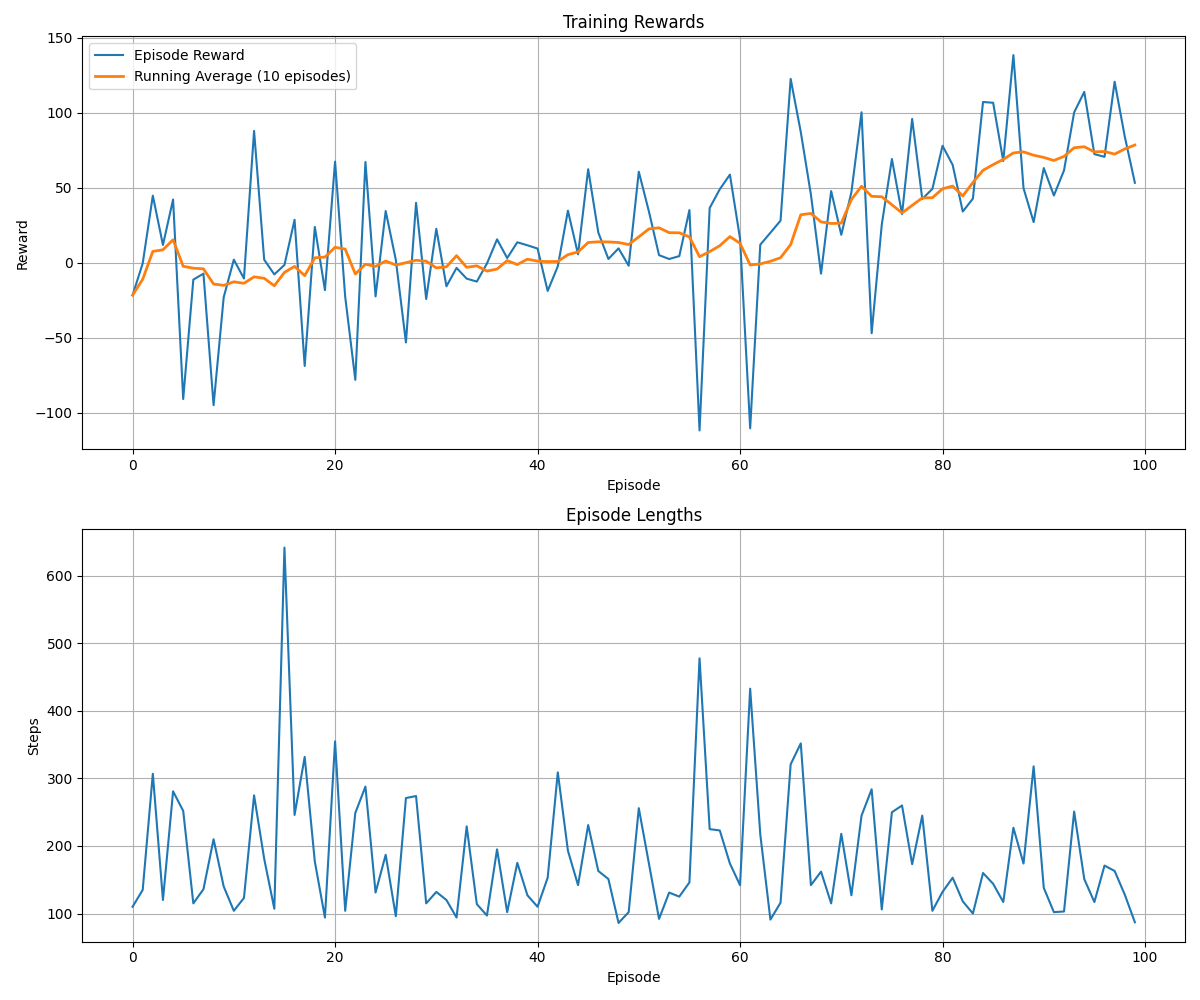 Training Rewards
Episode Reward
Running Average (10 episodes)
Reward
150
100
50
0
−50
−100
0 20 40 60 80 100
Episode
Episode Lengths
Steps
600
500
400
300
200
100
0 20 40 60 80 100
Episode